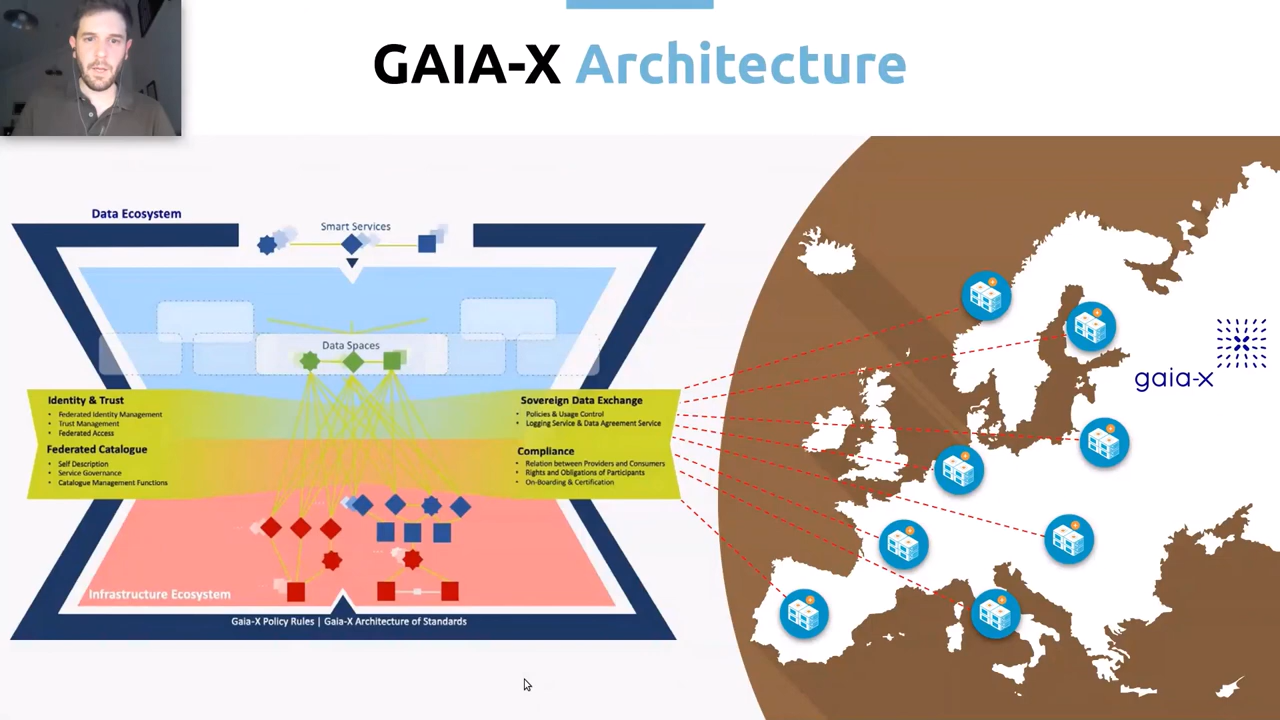 GAIA-X Architecture
Data Ecosystem
Smart Services
Data Spaces
Identity & Trust
• Federated Identity Management
• Trust Management
• Federated Access
Federated Catalogue
• Self Description
• Service Governance
• Catalogue Management Functions
Sovereign Data Exchange
• Policies & Usage Control
• Logging Service & Data Agreement Service
Compliance
• Relation between Providers and Consumers
• Rights and Obligations of Participants
• On-Boarding & Certification
Infrastructure Ecosystem
Gaia-X Policy Rules | Gaia-X Architecture of Standards
gaia-x